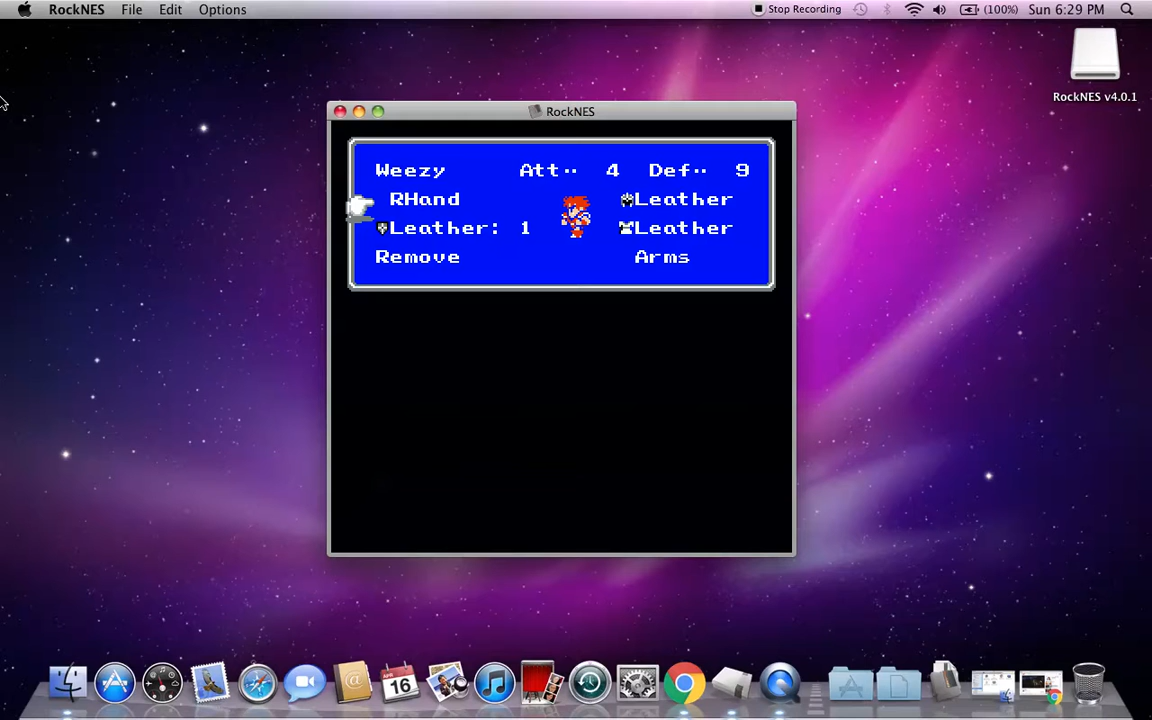 RockNES File Edit Options Stop Recording (100%) Sun 6:29 PM
RockNES v4.0.1
RockNES
Weezy Att‥ 4 Def‥ 9
RHand Leather
Leather: 1 Leather
Remove Arms
16